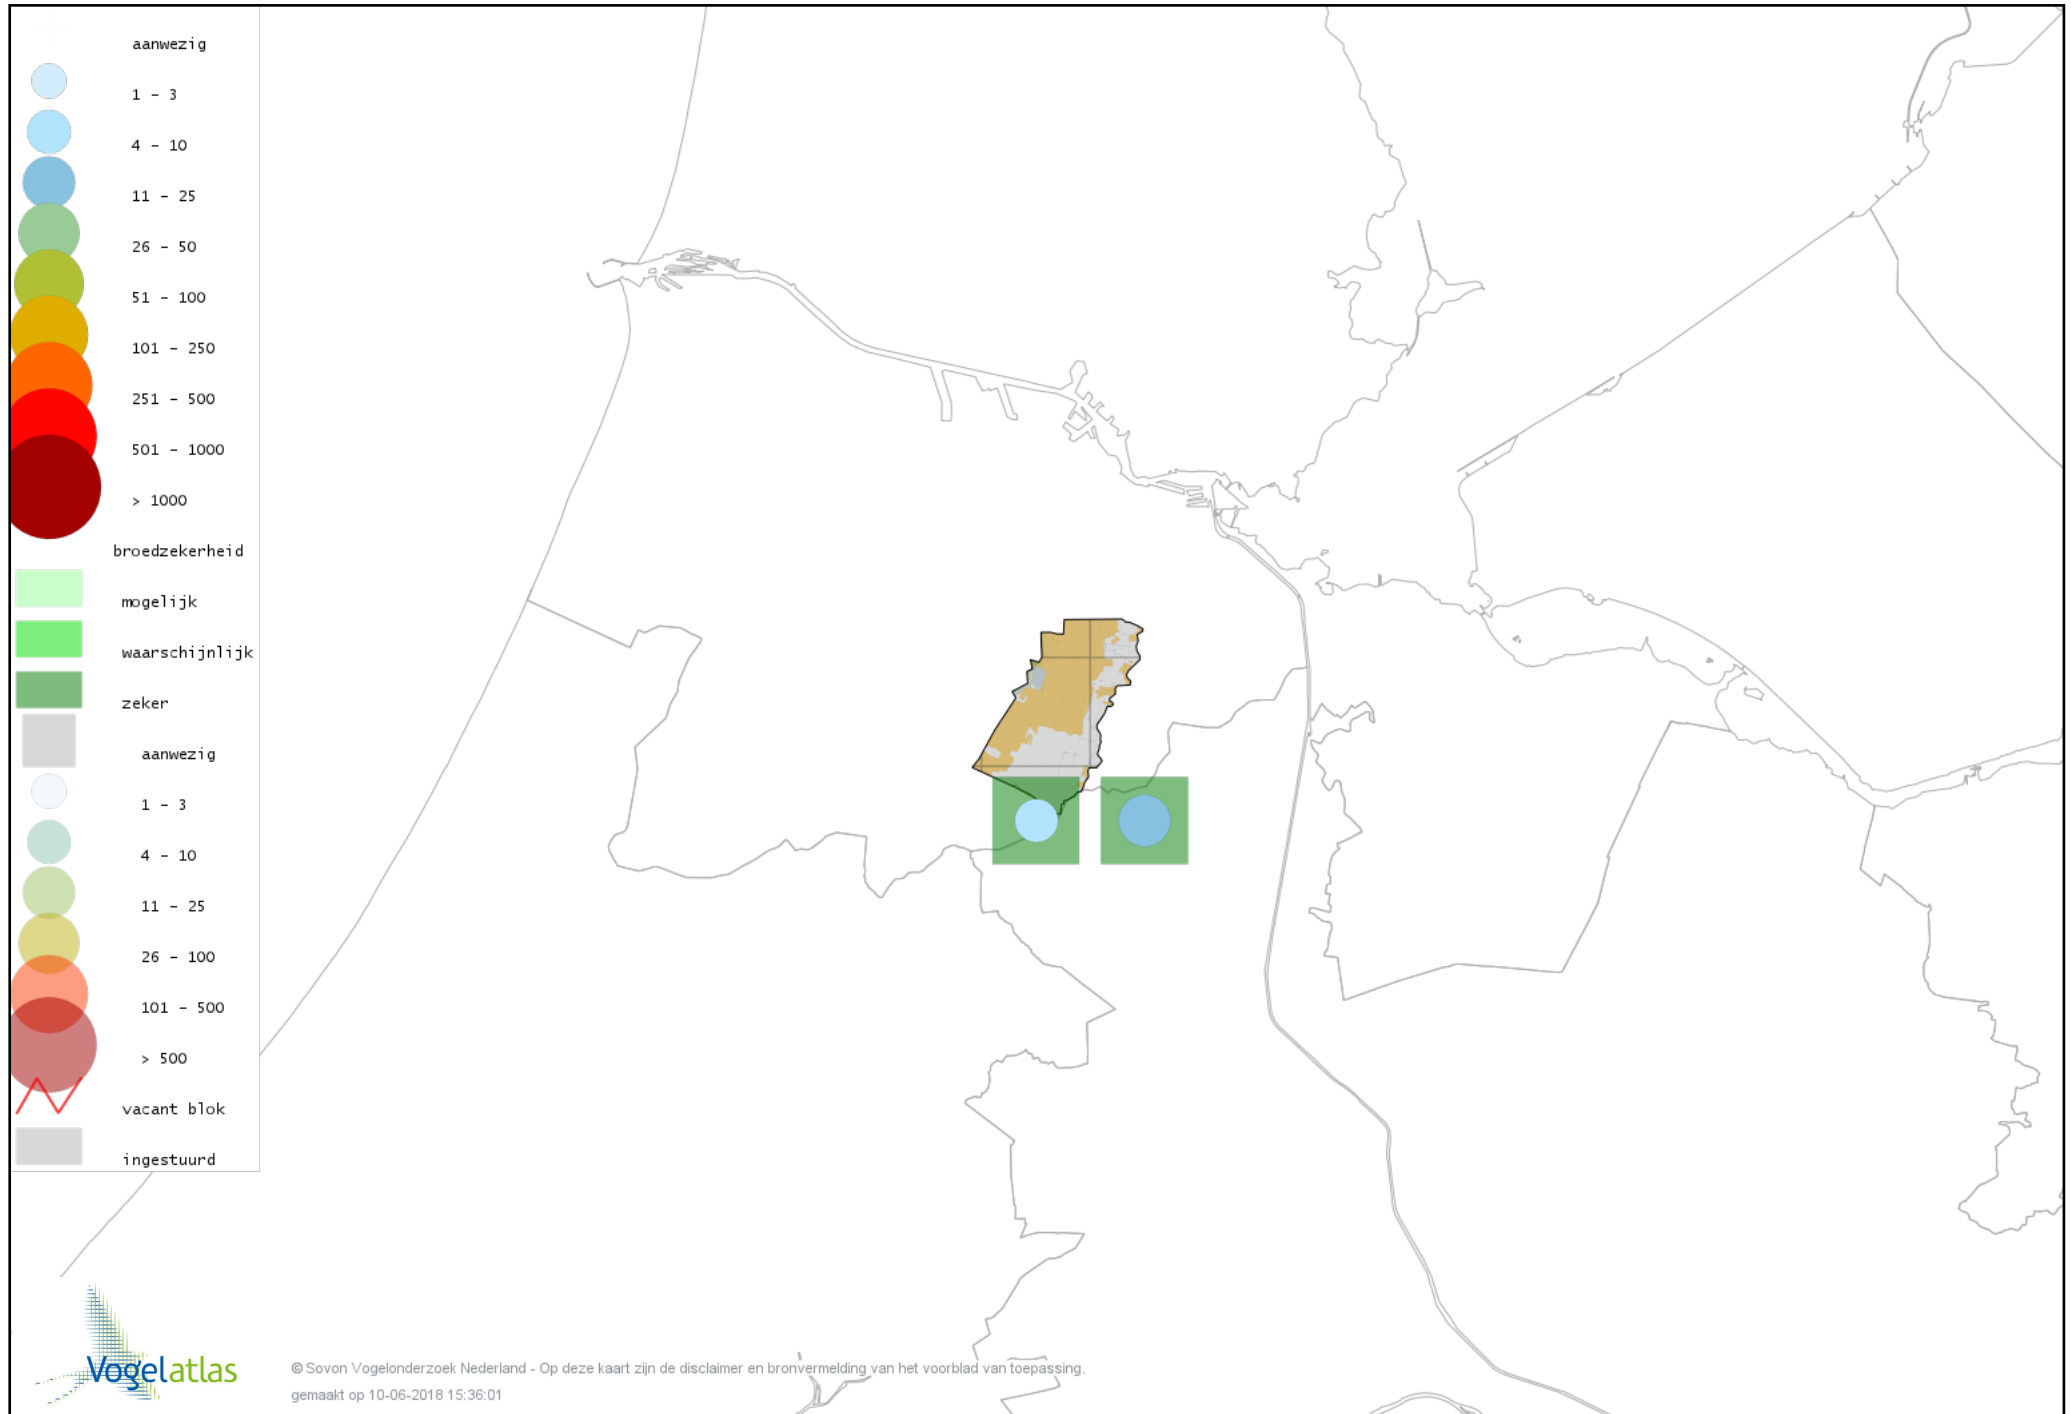 aanwezig
1 - 3
4 - 10
11 - 25
26 - 50
51 - 100
101 - 250
251 - 500
501 - 1000
> 1000
broedzekerheid
mogelijk
waarschijnlijk
zeker
aanwezig
1 - 3
4 - 10
11 - 25
26 - 100
101 - 500
> 500
vacant blok
ingestuurd
Vogelatlas
© Sovon Vogelonderzoek Nederland - Op deze kaart zijn de disclaimer en bronvermelding van het voorblad van toepassing.
gemaakt op 10-06-2018 15:36:01